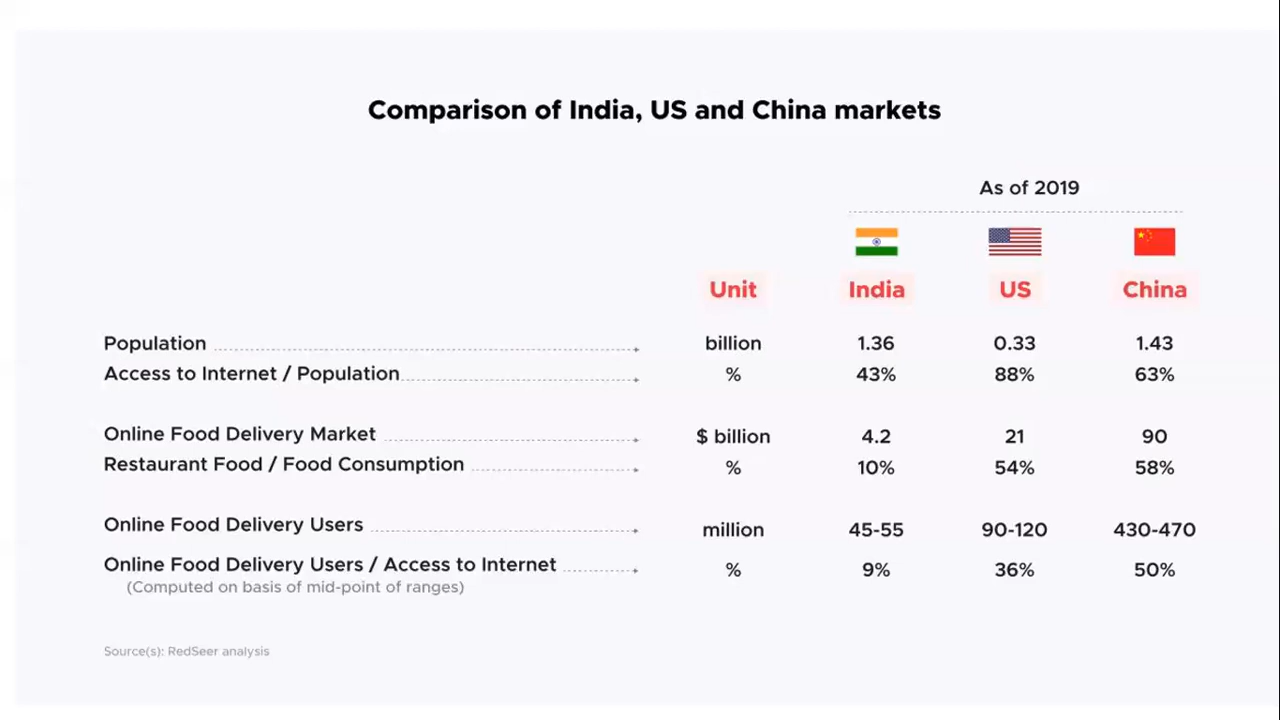 Comparison of India, US and China markets
As of 2019
Unit India US China
Population billion 1.36 0.33 1.43
Access to Internet / Population % 43% 88% 63%
Online Food Delivery Market $ billion 4.2 21 90
Restaurant Food / Food Consumption % 10% 54% 58%
Online Food Delivery Users million 45-55 90-120 430-470
Online Food Delivery Users / Access to Internet % 9% 36% 50%
(Computed on basis of mid-point of ranges)
Source(s): RedSeer analysis